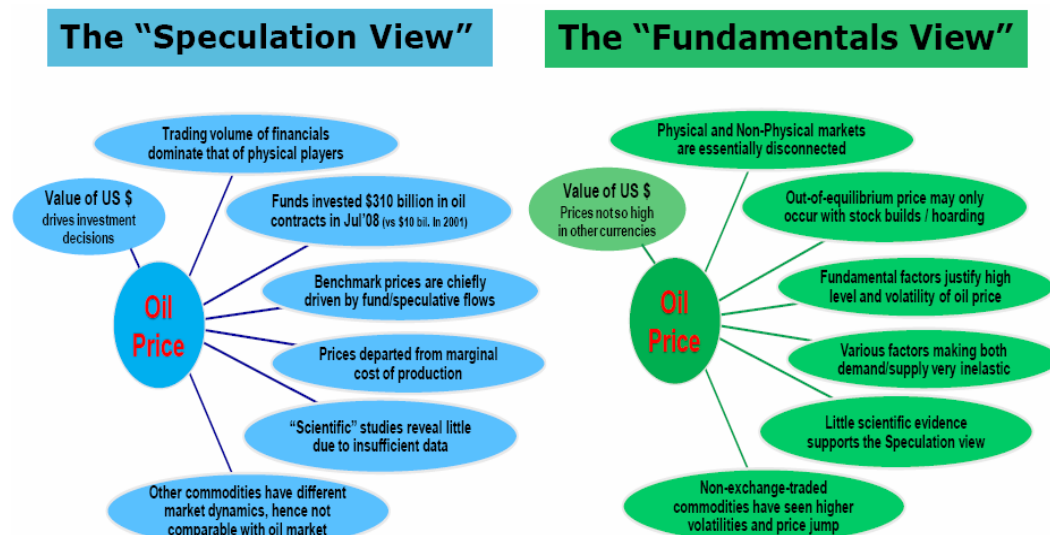 The “Speculation View”
Trading volume of financials
dominate that of physical players
Value of US $
drives investment
decisions
Funds invested $310 billion in oil
contracts in Jul’08 (vs $10 bil. In 2001)
Benchmark prices are chiefly
driven by fund/speculative flows
Oil
Price
Prices departed from marginal
cost of production
“Scientific” studies reveal little
due to insufficient data
Other commodities have different
market dynamics, hence not
comparable with oil market
The “Fundamentals View”
Physical and Non-Physical markets
are essentially disconnected
Value of US $
Prices not so high
in other currencies
Out-of-equilibrium price may only
occur with stock builds / hoarding
Fundamental factors justify high
level and volatility of oil price
Oil
Price
Various factors making both
demand/supply very inelastic
Little scientific evidence
supports the Speculation view
Non-exchange-traded
commodities have seen higher
volatilities and price jump